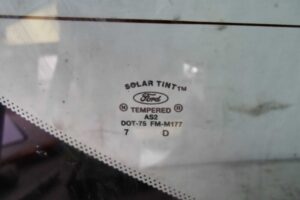 SOLAR TINT™
Ford
TEMPERED
AS2
DOT-75 FM-M177
7 D